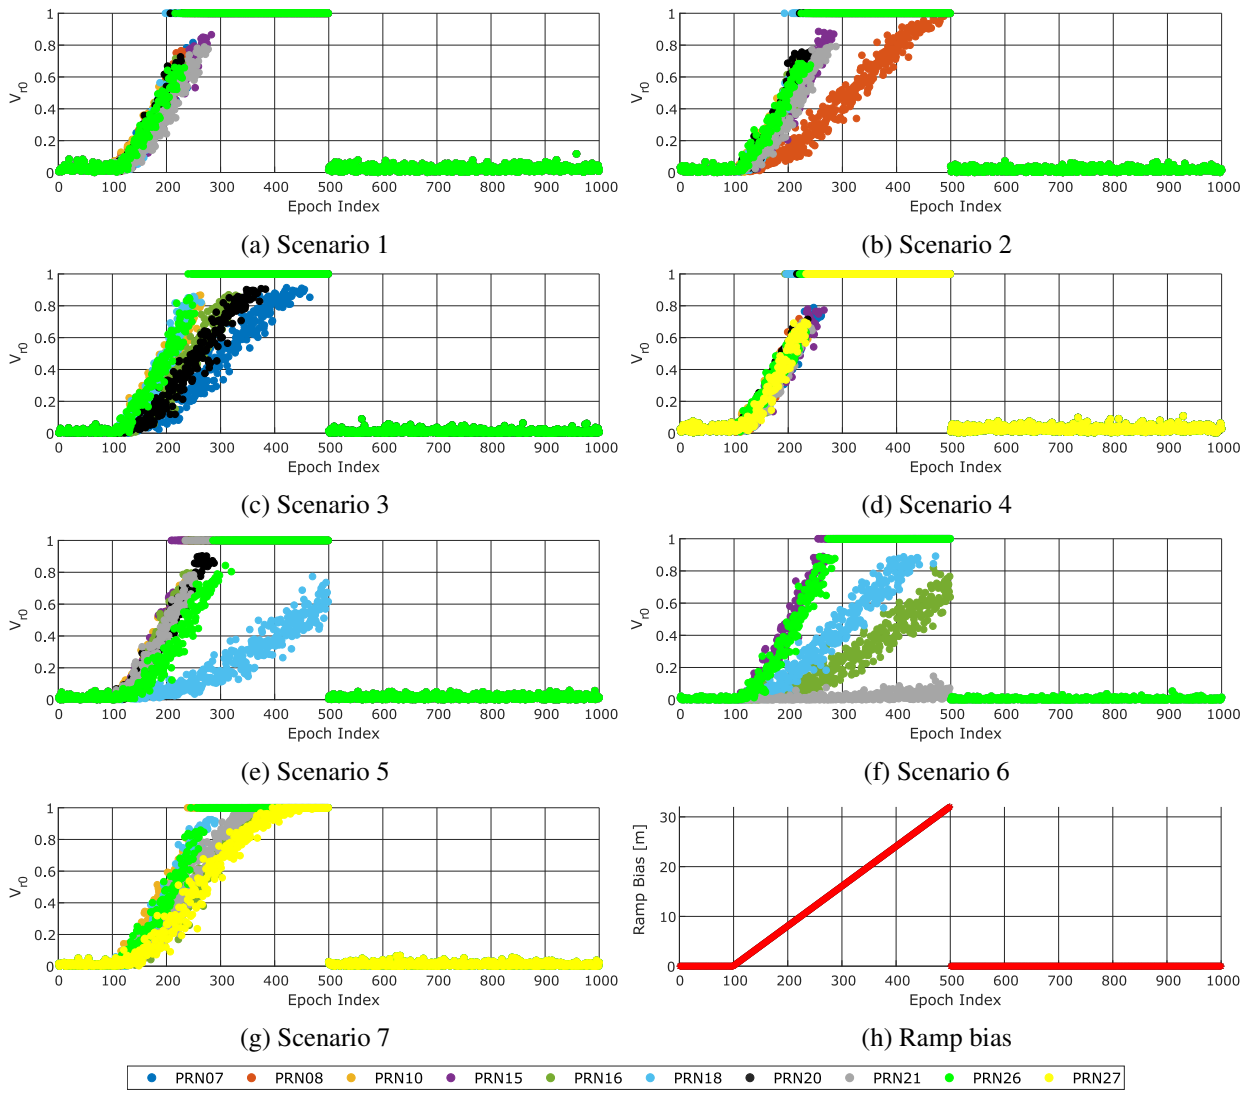 1
0.8
0.6
0.4
0.2
0
V_r0
0 100 200 300 400 500 600 700 800 900 1000
Epoch Index
(a) Scenario 1
1
0.8
0.6
0.4
0.2
0
V_r0
0 100 200 300 400 500 600 700 800 900 1000
Epoch Index
(b) Scenario 2
1
0.8
0.6
0.4
0.2
0
V_r0
0 100 200 300 400 500 600 700 800 900 1000
Epoch Index
(c) Scenario 3
1
0.8
0.6
0.4
0.2
0
V_r0
0 100 200 300 400 500 600 700 800 900 1000
Epoch Index
(d) Scenario 4
1
0.8
0.6
0.4
0.2
0
V_r0
0 100 200 300 400 500 600 700 800 900 1000
Epoch Index
(e) Scenario 5
1
0.8
0.6
0.4
0.2
0
V_r0
0 100 200 300 400 500 600 700 800 900 1000
Epoch Index
(f) Scenario 6
1
0.8
0.6
0.4
0.2
0
V_r0
0 100 200 300 400 500 600 700 800 900 1000
Epoch Index
(g) Scenario 7
30
20
10
0
Ramp Bias [m]
0 100 200 300 400 500 600 700 800 900 1000
Epoch Index
(h) Ramp bias
PRN07 PRN08 PRN10 PRN15 PRN16 PRN18 PRN20 PRN21 PRN26 PRN27